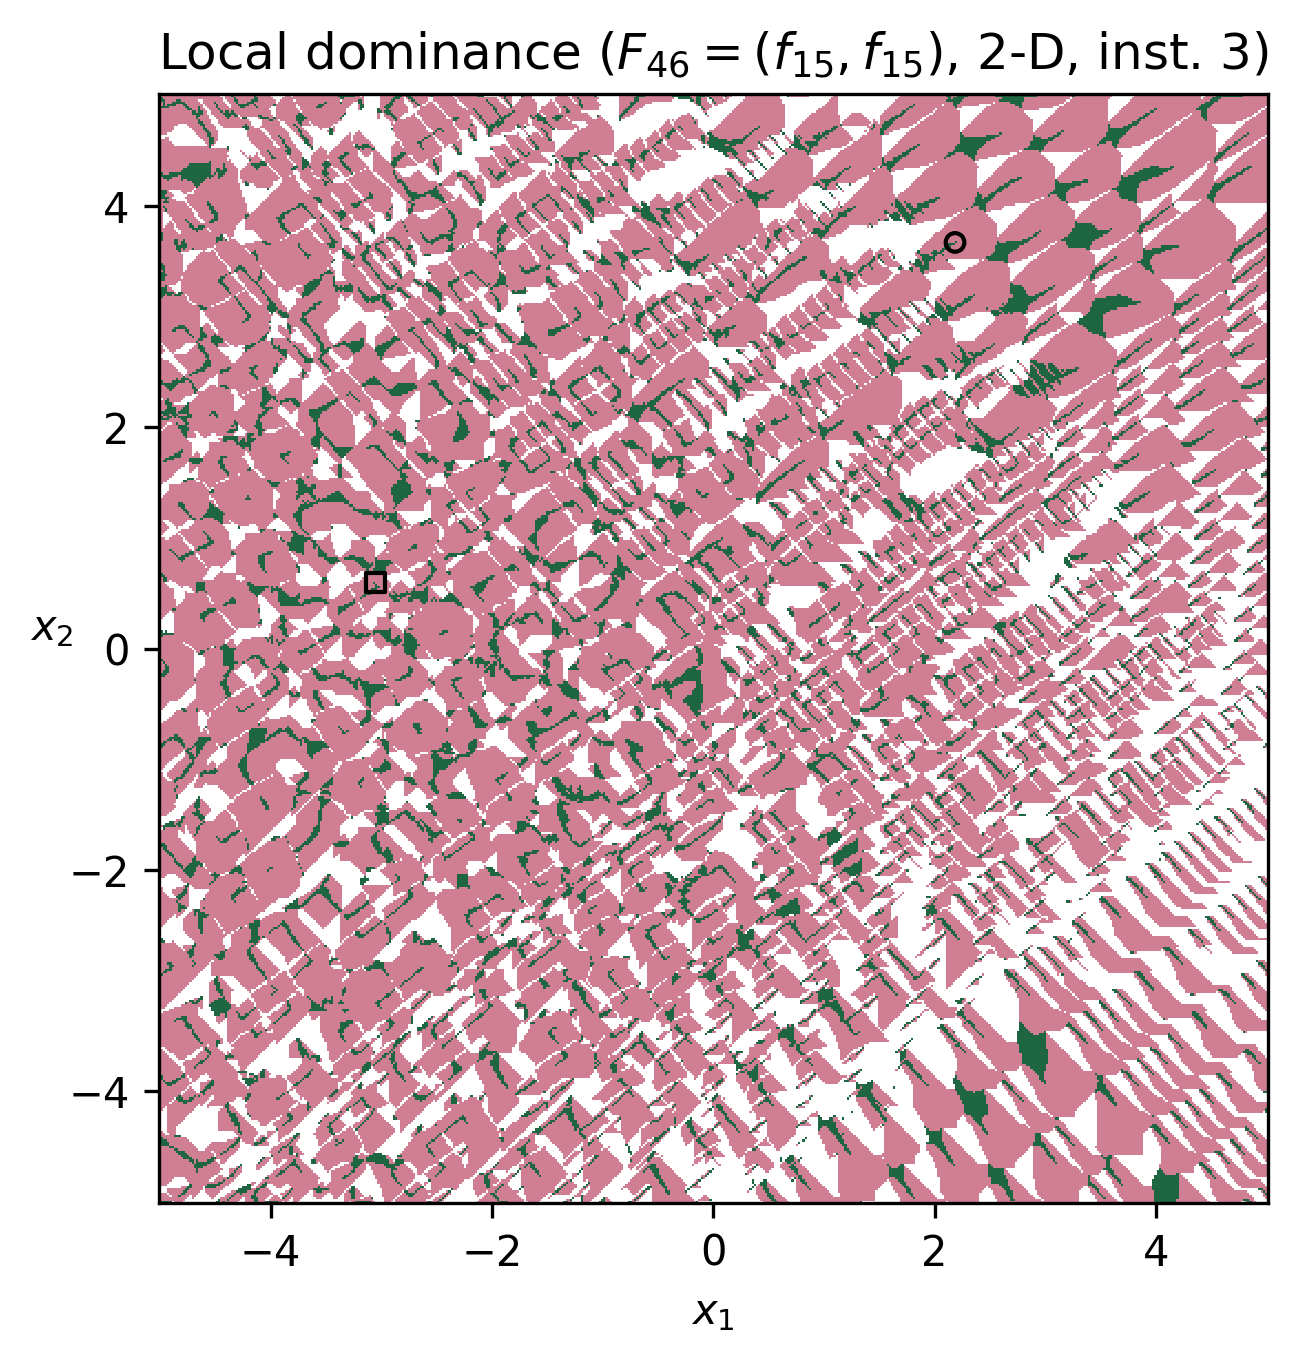 Local dominance (F₄₆ = (f₁₅, f₁₅), 2-D, inst. 3)
4
2
x₂
0
−2
−4
−4 −2 0 2 4
x₁